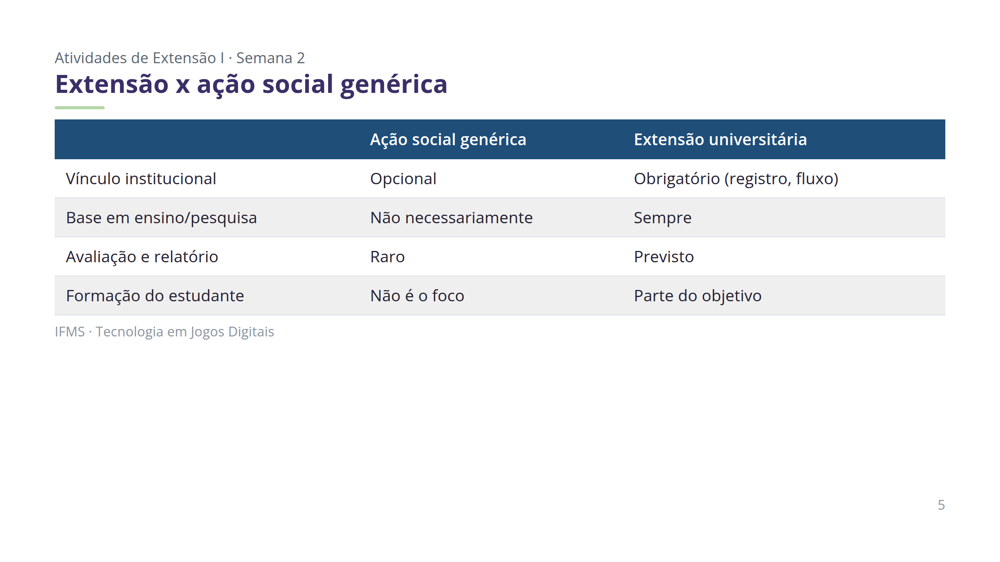 Atividades de Extensão I · Semana 2
Extensão x ação social genérica
Ação social genérica Extensão universitária
Vínculo institucional Opcional Obrigatório (registro, fluxo)
Base em ensino/pesquisa Não necessariamente Sempre
Avaliação e relatório Raro Previsto
Formação do estudante Não é o foco Parte do objetivo
IFMS · Tecnologia em Jogos Digitais
5